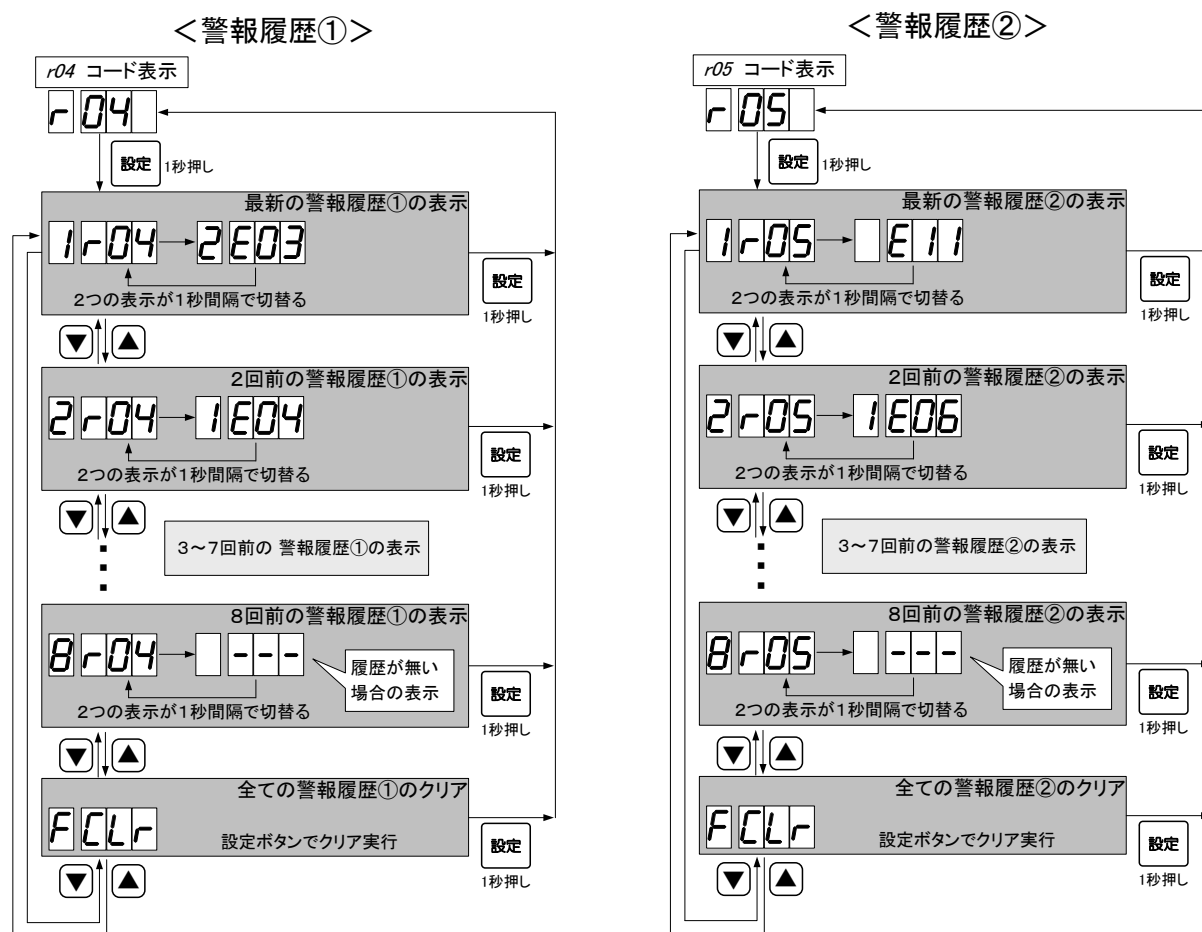 ＜警報履歴①＞
r04 コード表示
r 04
設定 1秒押し
最新の警報履歴①の表示
1r04 2E03
2つの表示が1秒間隔で切替る
設定
1秒押し
▼ ▲
2回前の警報履歴①の表示
2r04 1E04
2つの表示が1秒間隔で切替る
設定
1秒押し
▼ ▲
3～7回前の 警報履歴①の表示
8回前の警報履歴①の表示
8r04 ---
履歴が無い
場合の表示
2つの表示が1秒間隔で切替る
設定
1秒押し
▼ ▲
全ての警報履歴①のクリア
FCLr
設定ボタンでクリア実行
設定
1秒押し
▼ ▲
＜警報履歴②＞
r05 コード表示
r 05
設定 1秒押し
最新の警報履歴②の表示
1r05 E11
2つの表示が1秒間隔で切替る
設定
1秒押し
▼ ▲
2回前の警報履歴②の表示
2r05 1E06
2つの表示が1秒間隔で切替る
設定
1秒押し
▼ ▲
3～7回前の警報履歴②の表示
8回前の警報履歴②の表示
8r05 ---
履歴が無い
場合の表示
2つの表示が1秒間隔で切替る
設定
1秒押し
▼ ▲
全ての警報履歴②のクリア
FCLr
設定ボタンでクリア実行
設定
1秒押し
▼ ▲